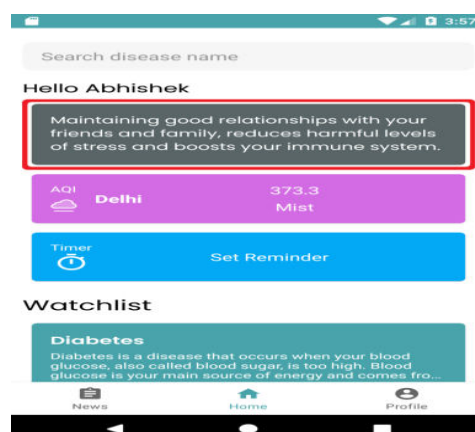 3:57
Search disease name
Hello Abhishek
Maintaining good relationships with your
friends and family, reduces harmful levels
of stress and boosts your immune system.
AQI
Delhi
373.3
Mist
Timer
Set Reminder
Watchlist
Diabetes
Diabetes is a disease that occurs when your blood
glucose, also called blood sugar, is too high. Blood
glucose is your main source of energy and comes fro...
News
Home
Profile